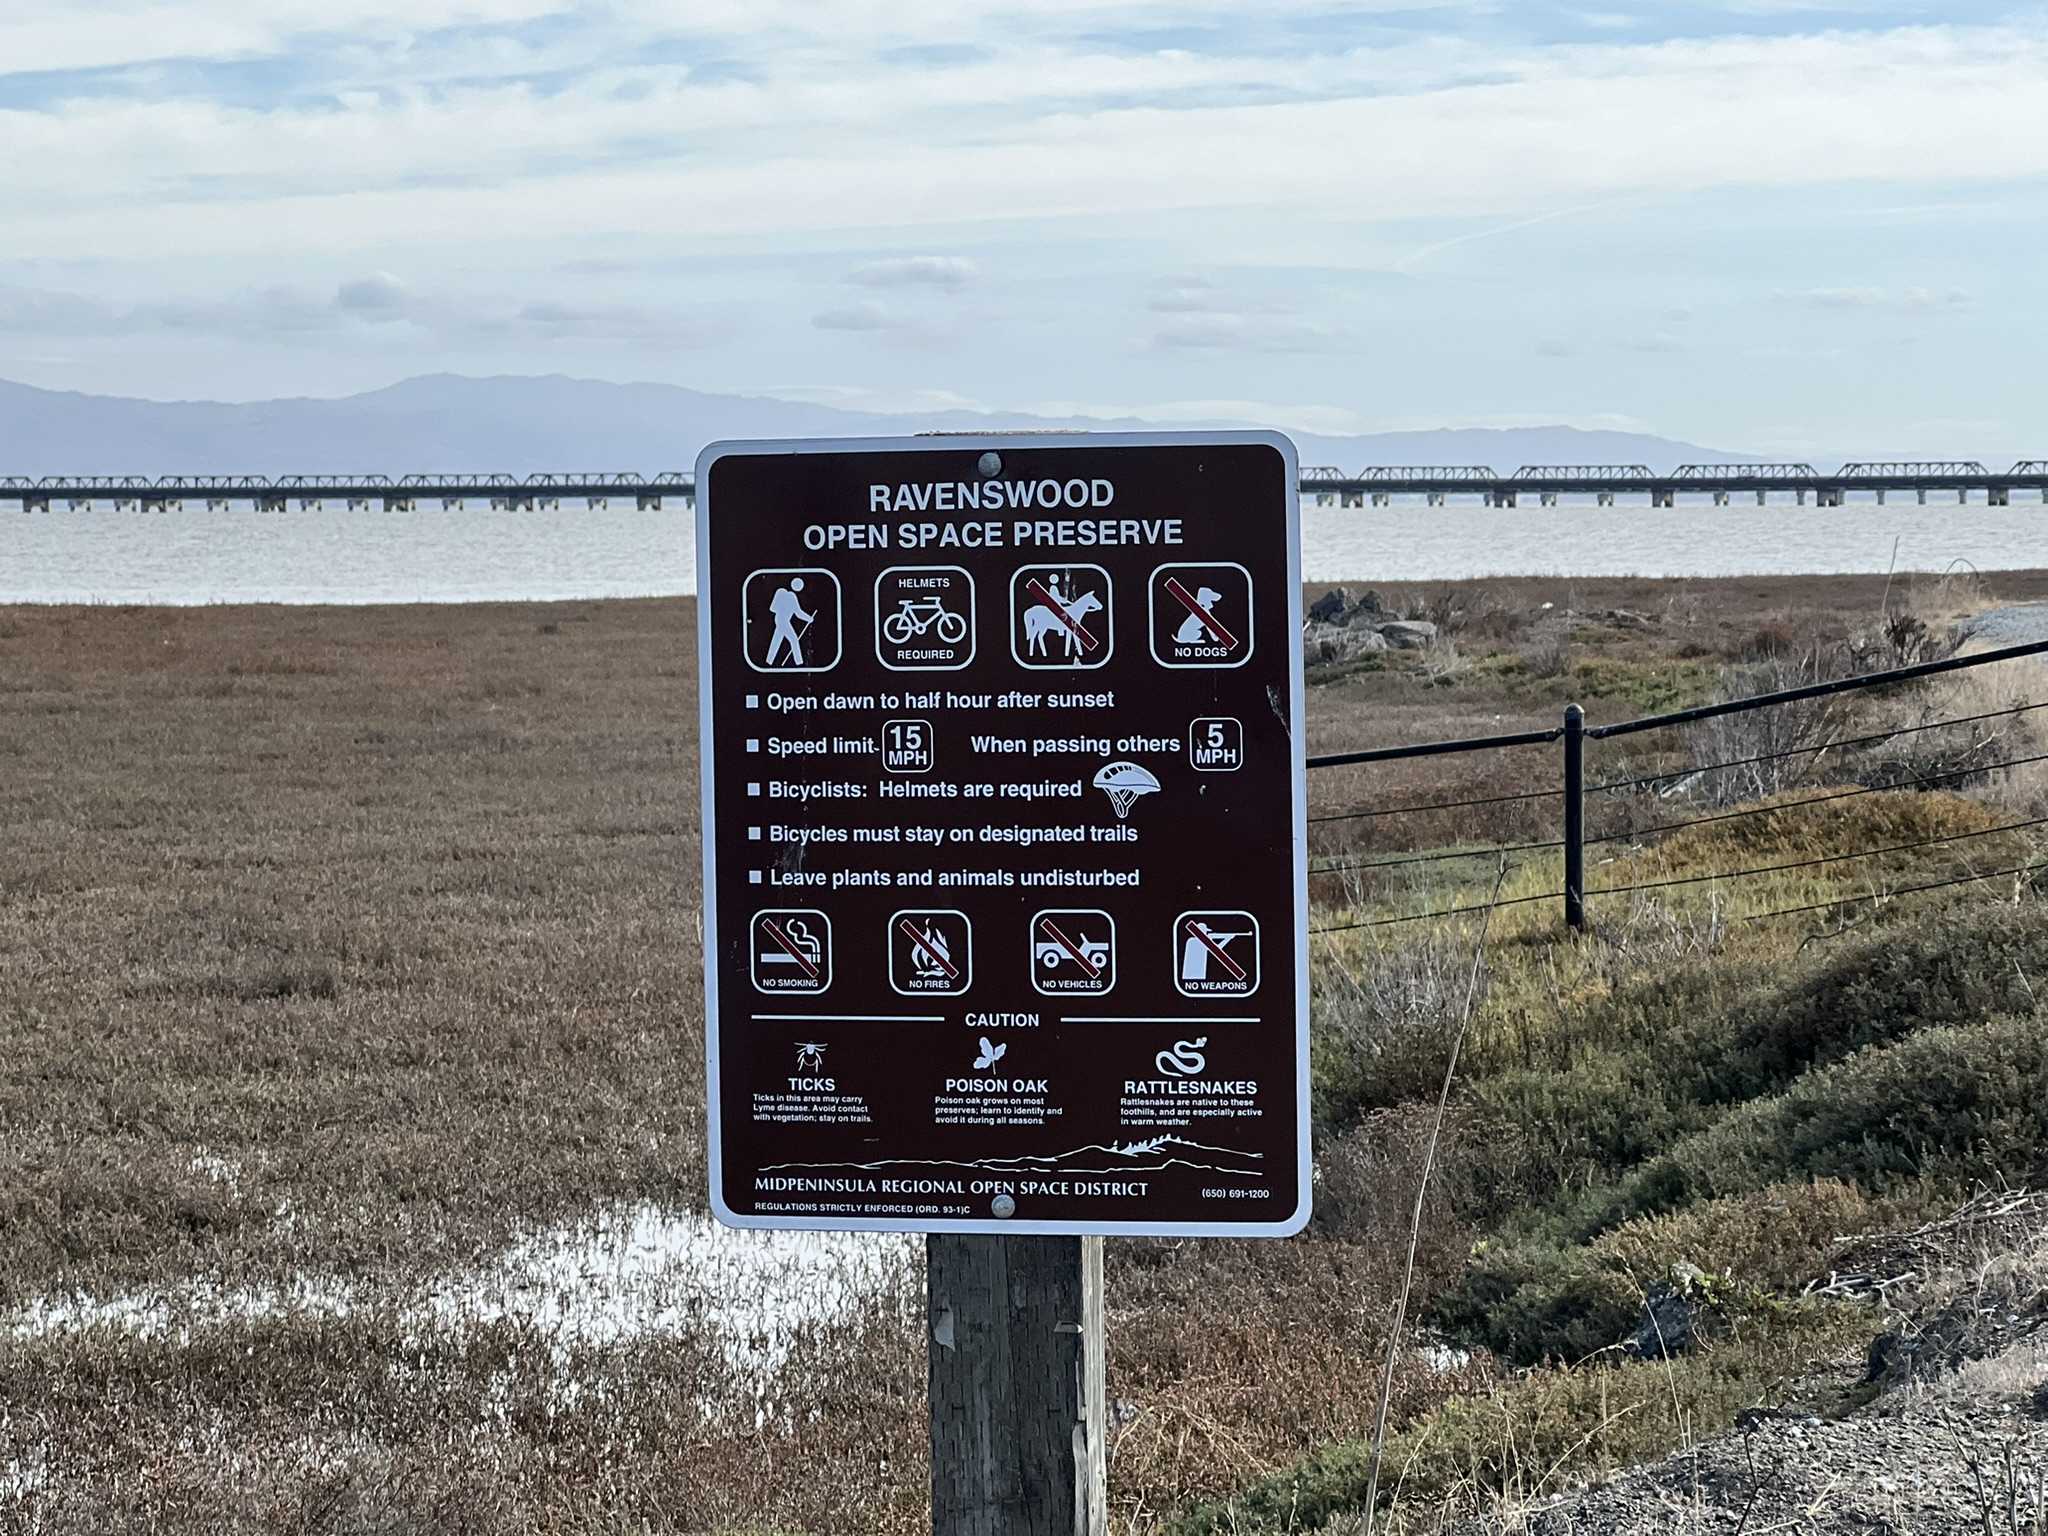 RAVENSWOOD
OPEN SPACE PRESERVE
HELMETS
REQUIRED
NO DOGS
Open dawn to half hour after sunset
Speed limit 15 MPH When passing others 5 MPH
Bicyclists: Helmets are required
Bicycles must stay on designated trails
Leave plants and animals undisturbed
NO SMOKING
NO FIRES
NO VEHICLES
NO WEAPONS
CAUTION
TICKS
Ticks in this area may carry
Lyme disease. Avoid contact
with vegetation; stay on trails.
POISON OAK
Poison oak grows on most
preserves; learn to identify and
avoid it during all seasons.
RATTLESNAKES
Rattlesnakes are native to these
foothills, and are especially active
in warm weather.
MIDPENINSULA REGIONAL OPEN SPACE DISTRICT
(650) 691-1200
REGULATIONS STRICTLY ENFORCED (ORD. 93-1)C